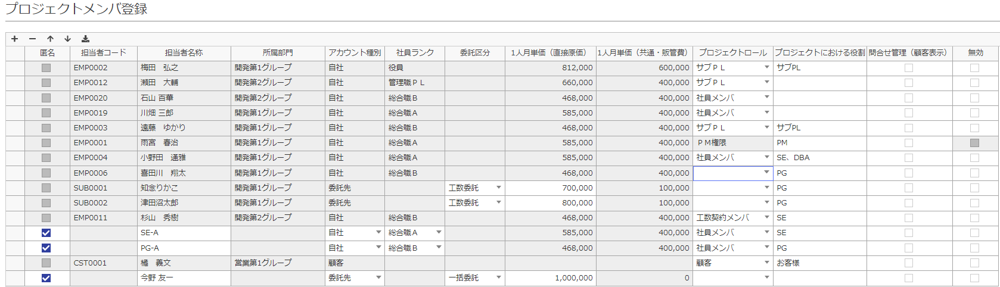 プロジェクトメンバ登録
匿名 担当者コード 担当者名称 所属部門 アカウント種別 社員ランク 委託区分 1人月単価（直接原価） 1人月単価（共通・販管費） プロジェクトロール プロジェクトにおける役割 問合せ管理（顧客表示） 無効
EMP0002 梅田　弘之 開発第1グループ 自社 役員 812,000 600,000 サブＰＬ サブPL
EMP0012 瀬田　大輔 開発第2グループ 自社 管理職ＰＬ 660,000 400,000 サブＰＬ
EMP0020 石山 百華 開発第2グループ 自社 総合職Ｂ 468,000 400,000 社員メンバ
EMP0019 川畑 三郎 開発第1グループ 自社 総合職Ａ 585,000 400,000 社員メンバ
EMP0003 遠藤　ゆかり 開発第1グループ 自社 総合職Ｂ 468,000 400,000 サブＰＬ サブPL
EMP0001 雨宮　春治 開発第1グループ 自社 総合職Ａ 585,000 400,000 ＰＭ権限 PM
EMP0004 小野田　通雅 開発第1グループ 自社 総合職Ａ 585,000 400,000 社員メンバ SE、DBA
EMP0006 喜田川　翔太 開発第1グループ 自社 総合職Ｂ 468,000 400,000 PG
SUB0001 知念りかこ 開発第1グループ 委託先 工数委託 700,000 100,000 PG
SUB0002 津田沼太郎 開発第1グループ 委託先 工数委託 800,000 100,000 PG
EMP0011 杉山　秀樹 開発第2グループ 自社 総合職Ｂ 468,000 400,000 工数契約メンバ SE
SE-A 自社 総合職Ａ 585,000 400,000 社員メンバ SE
PG-A 自社 総合職Ｂ 468,000 400,000 社員メンバ PG
CST0001 橘　義文 営業第1グループ 顧客 顧客 お客様
今野 友一 委託先 一括委託 1,000,000 0